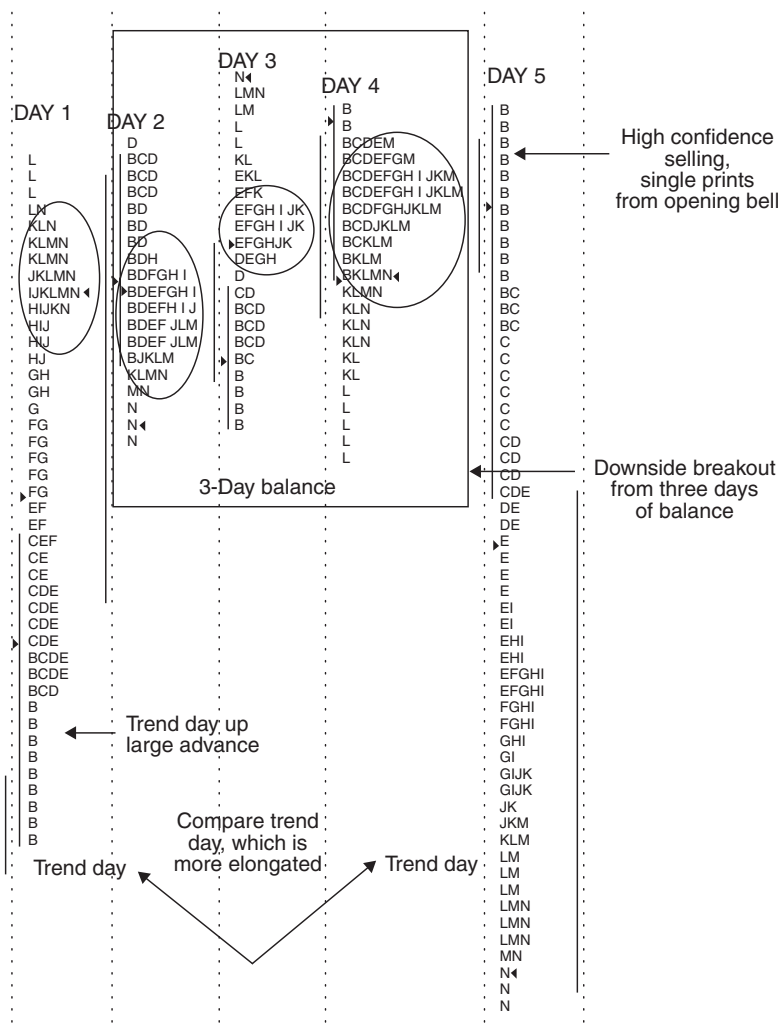 DAY 1
L
L
L
LN
KLN
KLMN
KLMN
JKLMN
IJKLMN
HIJKN
HIJ
HIJ
HJ
GH
GH
G
FG
FG
FG
FG
FG
EF
EF
CEF
CE
CE
CDE
CDE
CDE
CDE
BCDE
BCDE
BCD
B
B
B
B
B
B
B
B
B
Trend day up
large advance
Trend day
DAY 2
D
BCD
BCD
BCD
BD
BD
BD
BDH
BDFGH I
BDEFGH I
BDEFH I J
BDEF JLM
BDEF JLM
BJKLM
KLMN
MN
N
N
N
DAY 3
N
LMN
LM
L
L
KL
EKL
EFK
EFGH I JK
EFGH I JK
EFGHJK
DEGH
D
CD
BCD
BCD
BCD
BC
B
B
B
B
DAY 4
B
B
BCDEM
BCDEFGM
BCDEFGH I JKM
BCDEFGH I JKLM
BCDFGHJKLM
BCDJKLM
BCKLM
BKLM
BKLMN
KLMN
KLN
KLN
KLN
KL
KL
L
L
L
L
L
3-Day balance
Compare trend
day, which is
more elongated
Trend day
DAY 5
B
B
B
B
B
B
B
B
B
B
B
BC
BC
BC
C
C
C
C
C
C
CD
CD
CD
CDE
DE
DE
E
E
E
E
EI
EI
EHI
EHI
EFGHI
EFGHI
FGHI
FGHI
GHI
GI
GIJK
GIJK
JK
JKM
KLM
LM
LM
LM
LMN
LMN
LMN
MN
N
N
N
High confidence
selling,
single prints
from opening bell
Downside breakout
from three days
of balance